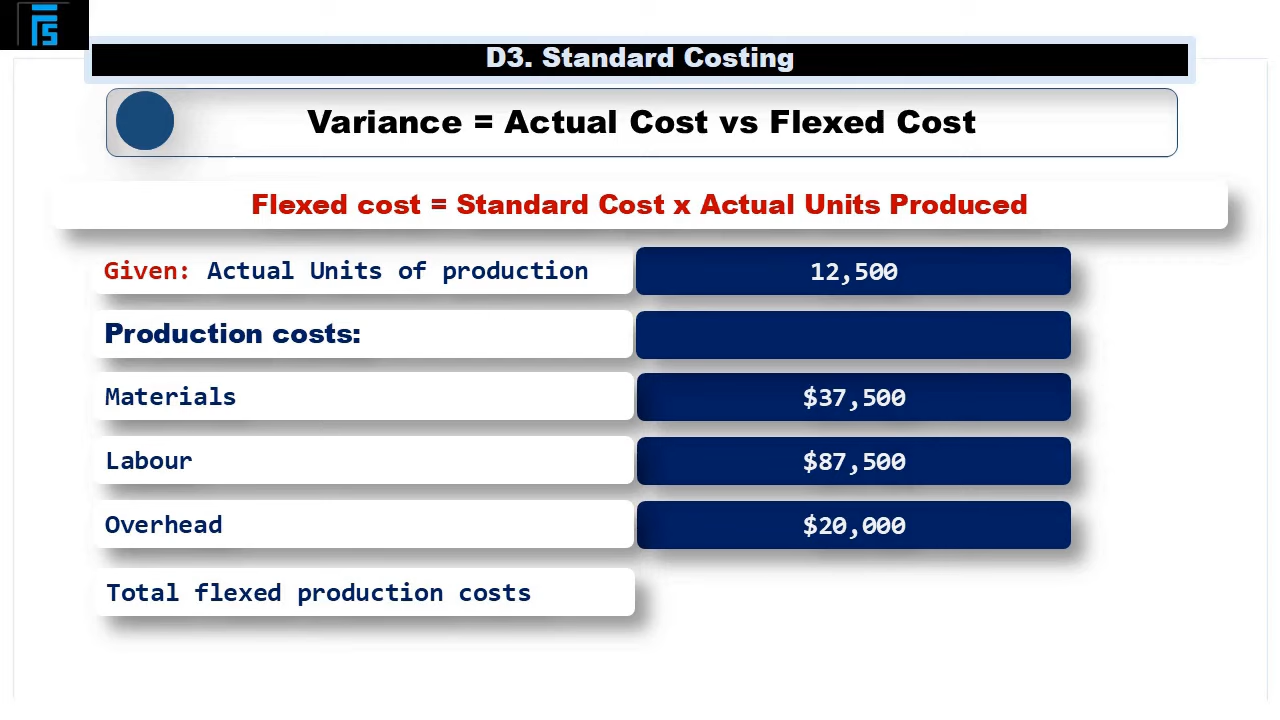 D3. Standard Costing
Variance = Actual Cost vs Flexed Cost
Flexed cost = Standard Cost x Actual Units Produced
Given: Actual Units of production 12,500
Production costs:
Materials $37,500
Labour $87,500
Overhead $20,000
Total flexed production costs